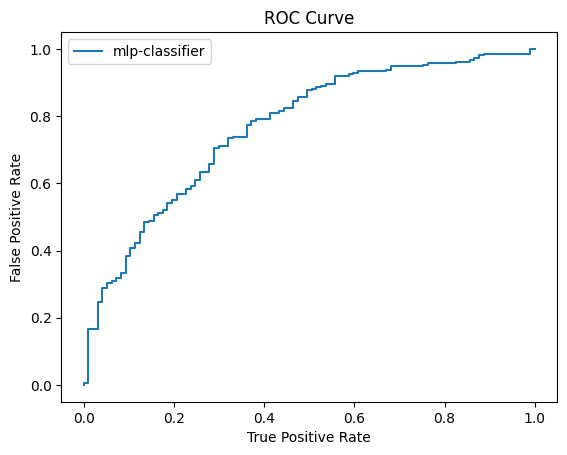 ROC Curve
mlp-classifier
False Positive Rate
1.0
0.8
0.6
0.4
0.2
0.0
0.0 0.2 0.4 0.6 0.8 1.0
True Positive Rate